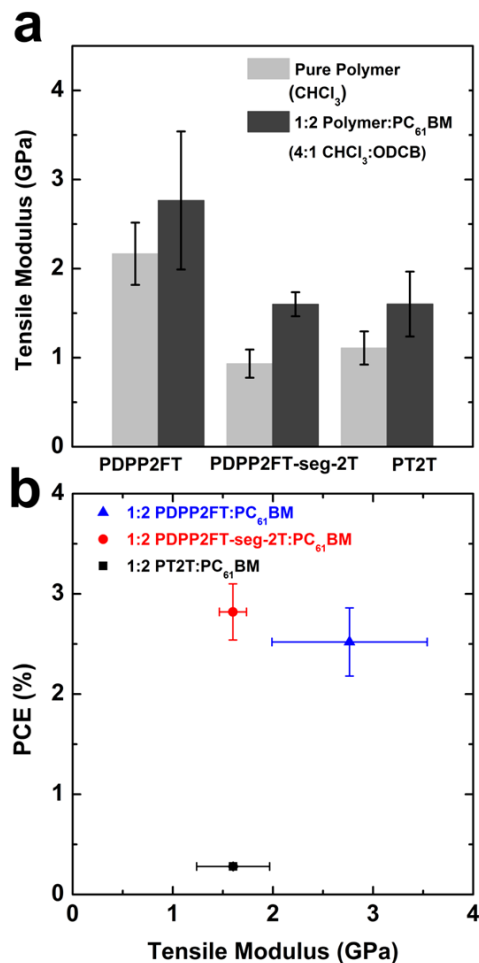 a
Pure Polymer
(CHCl₃)
1:2 Polymer:PC₆₁BM
(4:1 CHCl₃:ODCB)
Tensile Modulus (GPa)
4
3
2
1
0
PDPP2FT PDPP2FT-seg-2T PT2T
b
1:2 PDPP2FT:PC₆₁BM
1:2 PDPP2FT-seg-2T:PC₆₁BM
1:2 PT2T:PC₆₁BM
PCE (%)
4
3
2
1
0
0 1 2 3 4
Tensile Modulus (GPa)